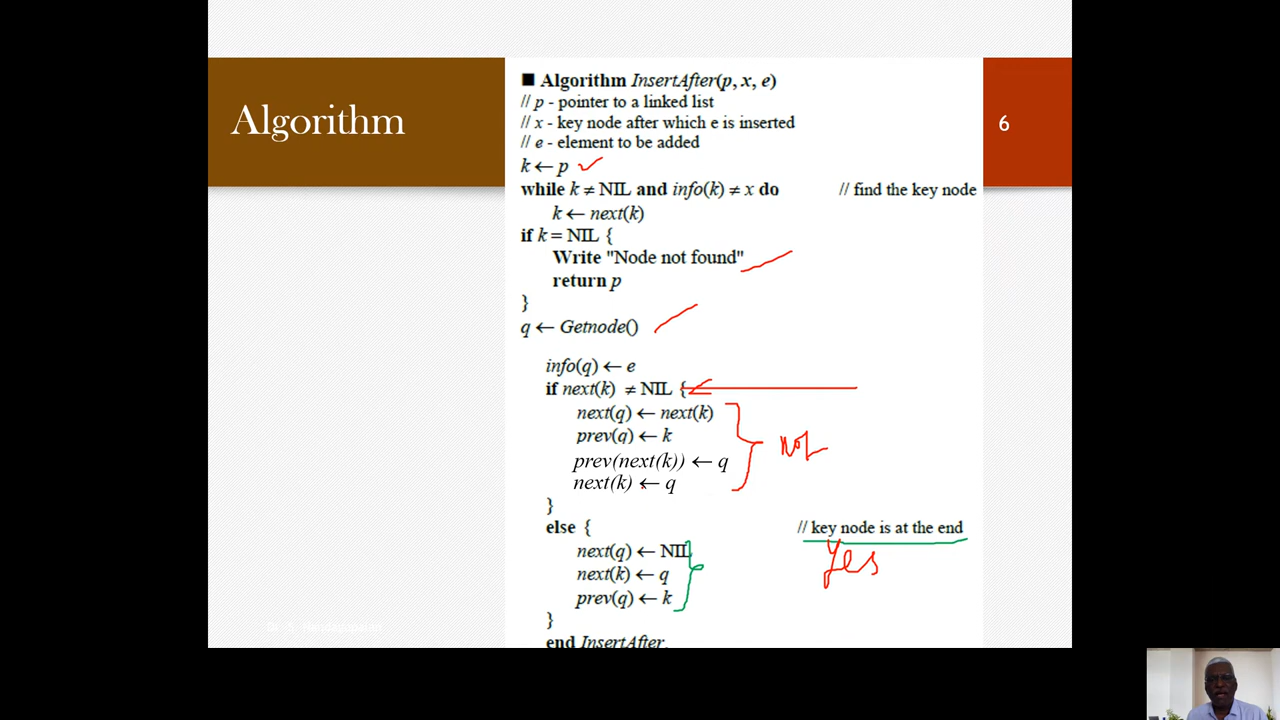 Algorithm
6
■ Algorithm InsertAfter(p, x, e)
// p - pointer to a linked list
// x - key node after which e is inserted
// e - element to be added
k ← p
while k ≠ NIL and info(k) ≠ x do // find the key node
k ← next(k)
if k = NIL {
Write "Node not found"
return p
}
q ← Getnode()
info(q) ← e
if next(k) ≠ NIL {
next(q) ← next(k)
prev(q) ← k
not
prev(next(k)) ← q
next(k) ← q
}
else { // key node is at the end
next(q) ← NIL
Yes
next(k) ← q
prev(q) ← k
}
end InsertAfter.